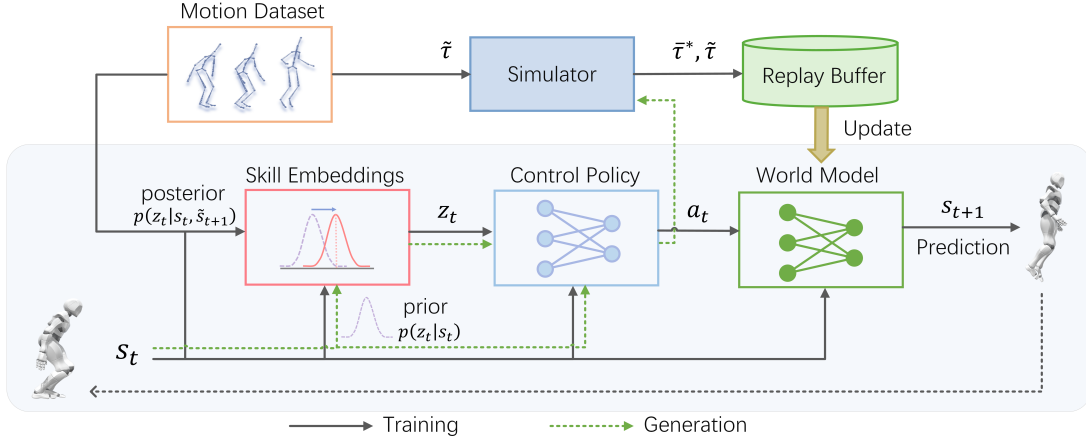 Motion Dataset
τ̃
Simulator
τ̄*, τ̃
Replay Buffer
Update
Skill Embeddings
Control Policy
World Model
posterior
p(z_t|s_t, s̃_{t+1})
z_t
a_t
s_{t+1}
Prediction
prior
p(z_t|s_t)
s_t
Training
Generation